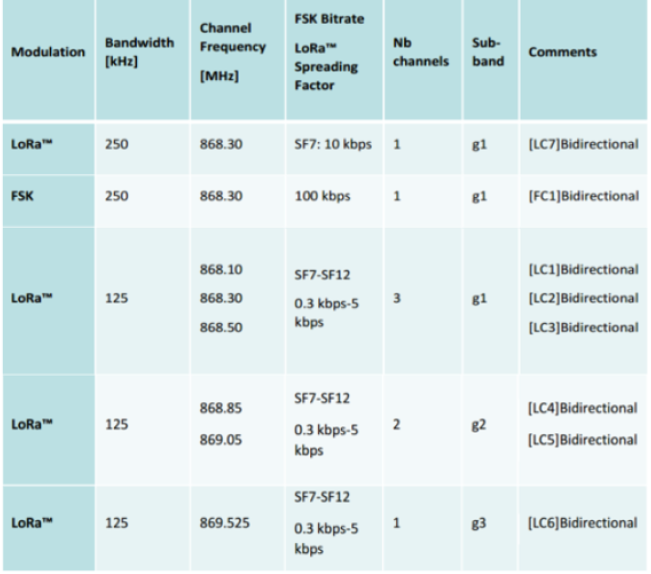 Modulation
Bandwidth
[kHz]
Channel
Frequency
[MHz]
FSK Bitrate
LoRa™
Spreading
Factor
Nb
channels
Sub-
band
Comments
LoRa™
250
868.30
SF7: 10 kbps
1
g1
[LC7]Bidirectional
FSK
250
868.30
100 kbps
1
g1
[FC1]Bidirectional
LoRa™
125
868.10
868.30
868.50
SF7-SF12
0.3 kbps-5
kbps
3
g1
[LC1]Bidirectional
[LC2]Bidirectional
[LC3]Bidirectional
LoRa™
125
868.85
869.05
SF7-SF12
0.3 kbps-5
kbps
2
g2
[LC4]Bidirectional
[LC5]Bidirectional
LoRa™
125
869.525
SF7-SF12
0.3 kbps-5
kbps
1
g3
[LC6]Bidirectional